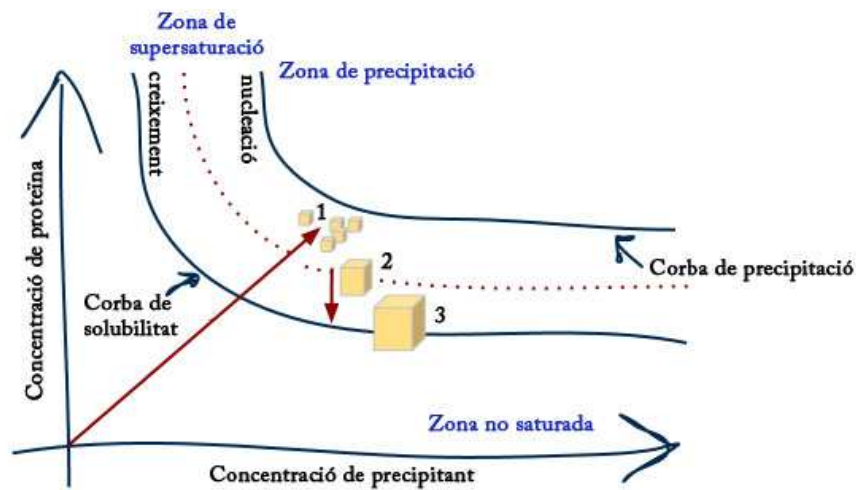 Zona de
supersaturació
Zona de precipitació
creixement
nucleació
Concentració de proteïna
1
2
Corba de precipitació
Corba de
solubilitat
3
Zona no saturada
Concentració de precipitant